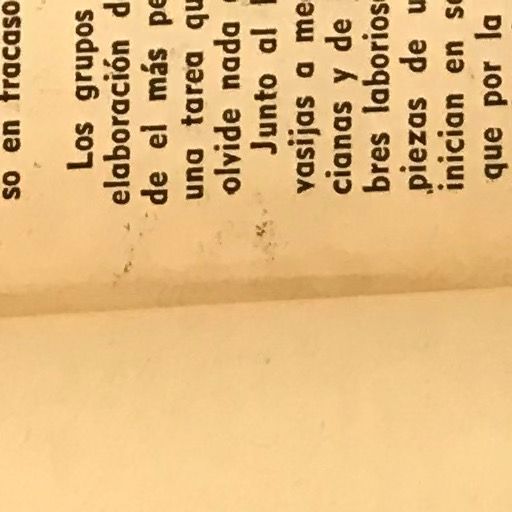 so en fracaso
Los grupos
elaboración d
de el más pe
una tarea qu
olvide nada
Junto al
vasijas a me
cianas y de
bres laborios
piezas de u
inician en so
que por la